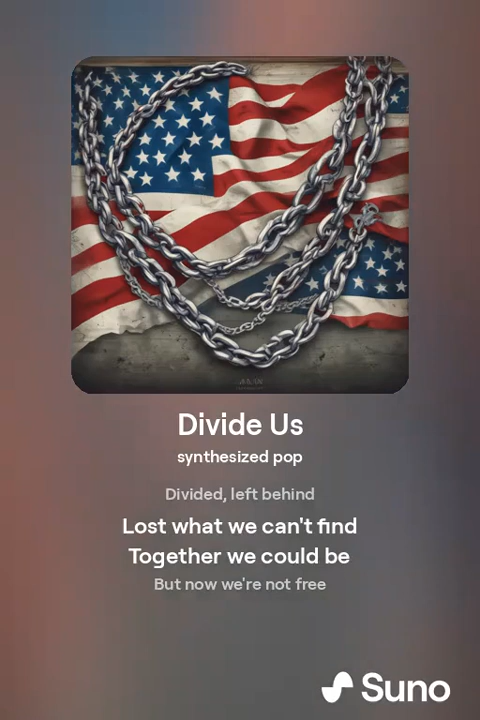 Divide Us
synthesized pop
Divided, left behind
Lost what we can't find
Together we could be
But now we're not free
Suno